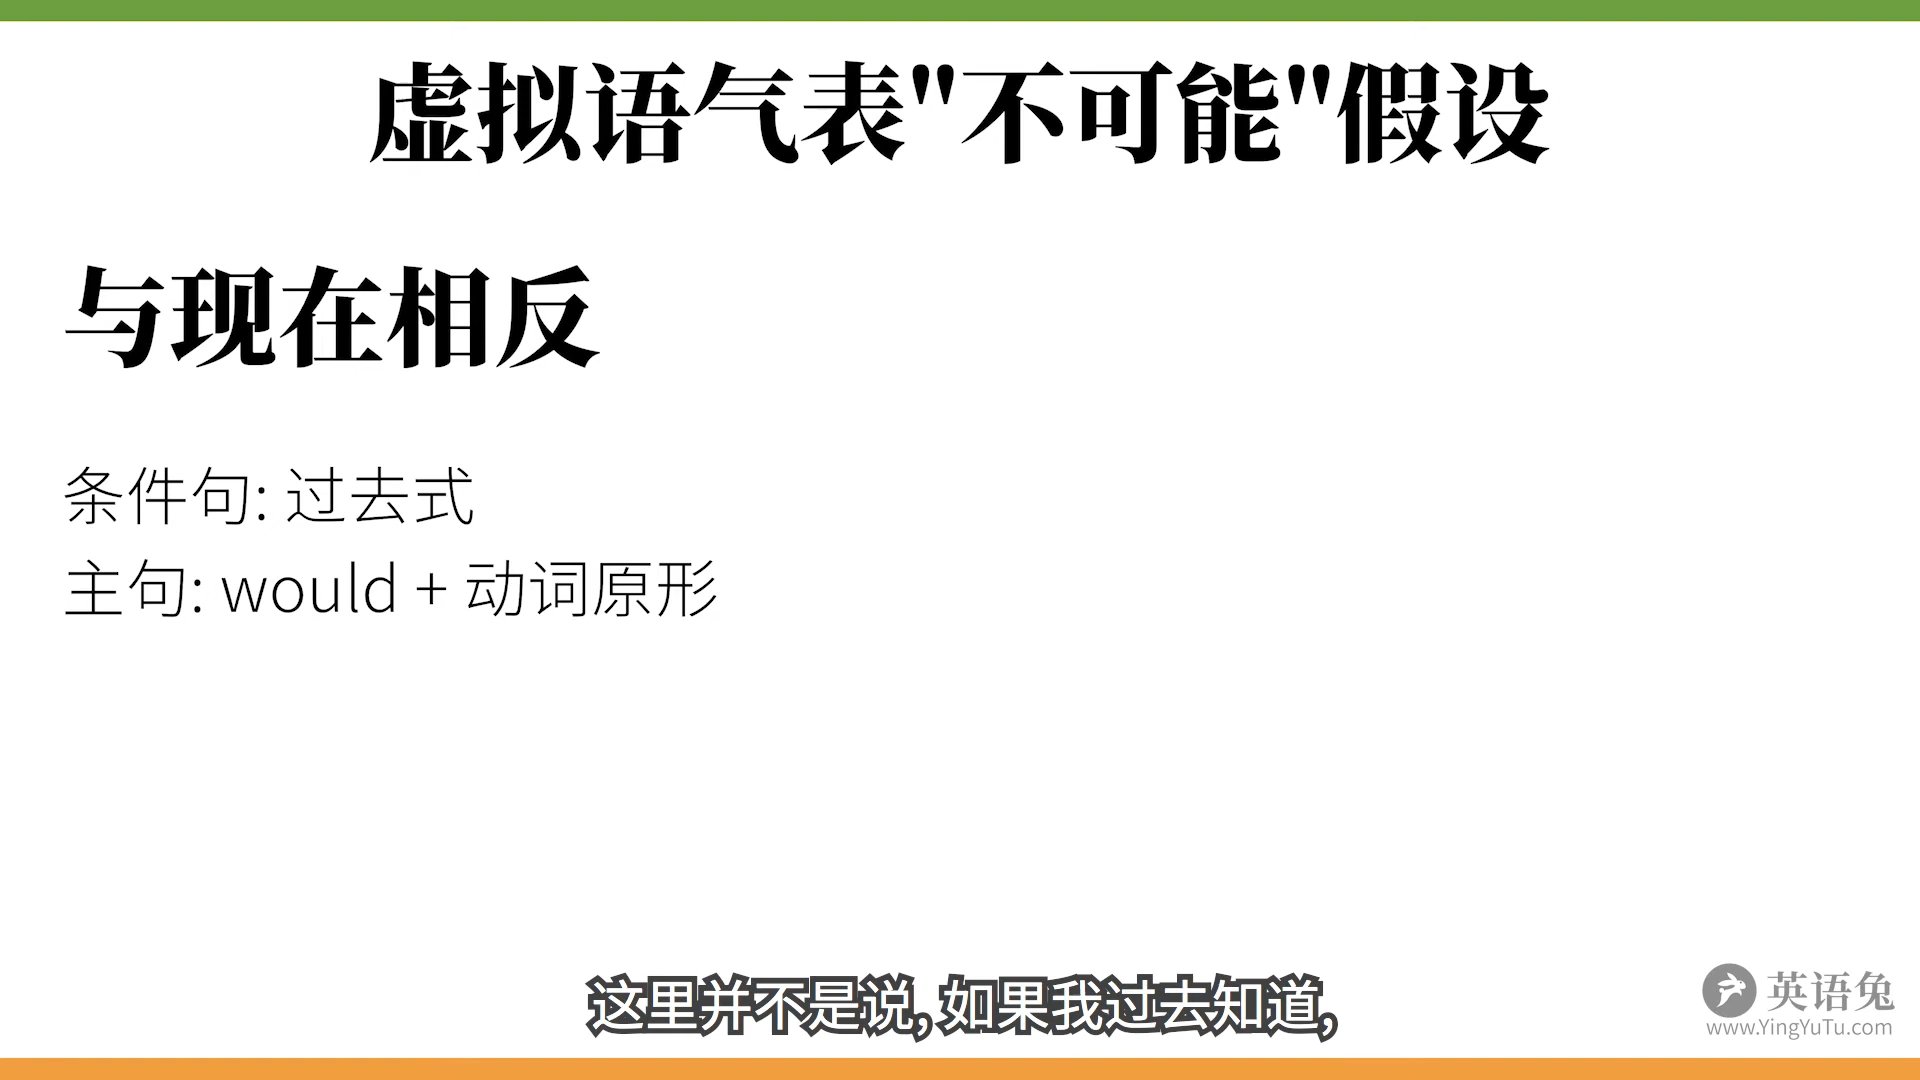 虚拟语气表"不可能"假设
与现在相反
条件句: 过去式
主句: would + 动词原形
这里并不是说, 如果我过去知道,
英语兔
www.YingYuTu.com